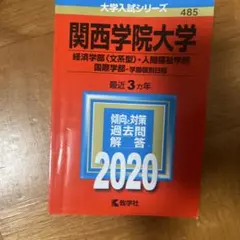 大学入試シリーズ
485
関西学院大学
経済学部〈文系型〉・人間福祉学部
国際学部-学部個別日程
最近3カ年
傾向と対策
過去問
解答
2020
教学社